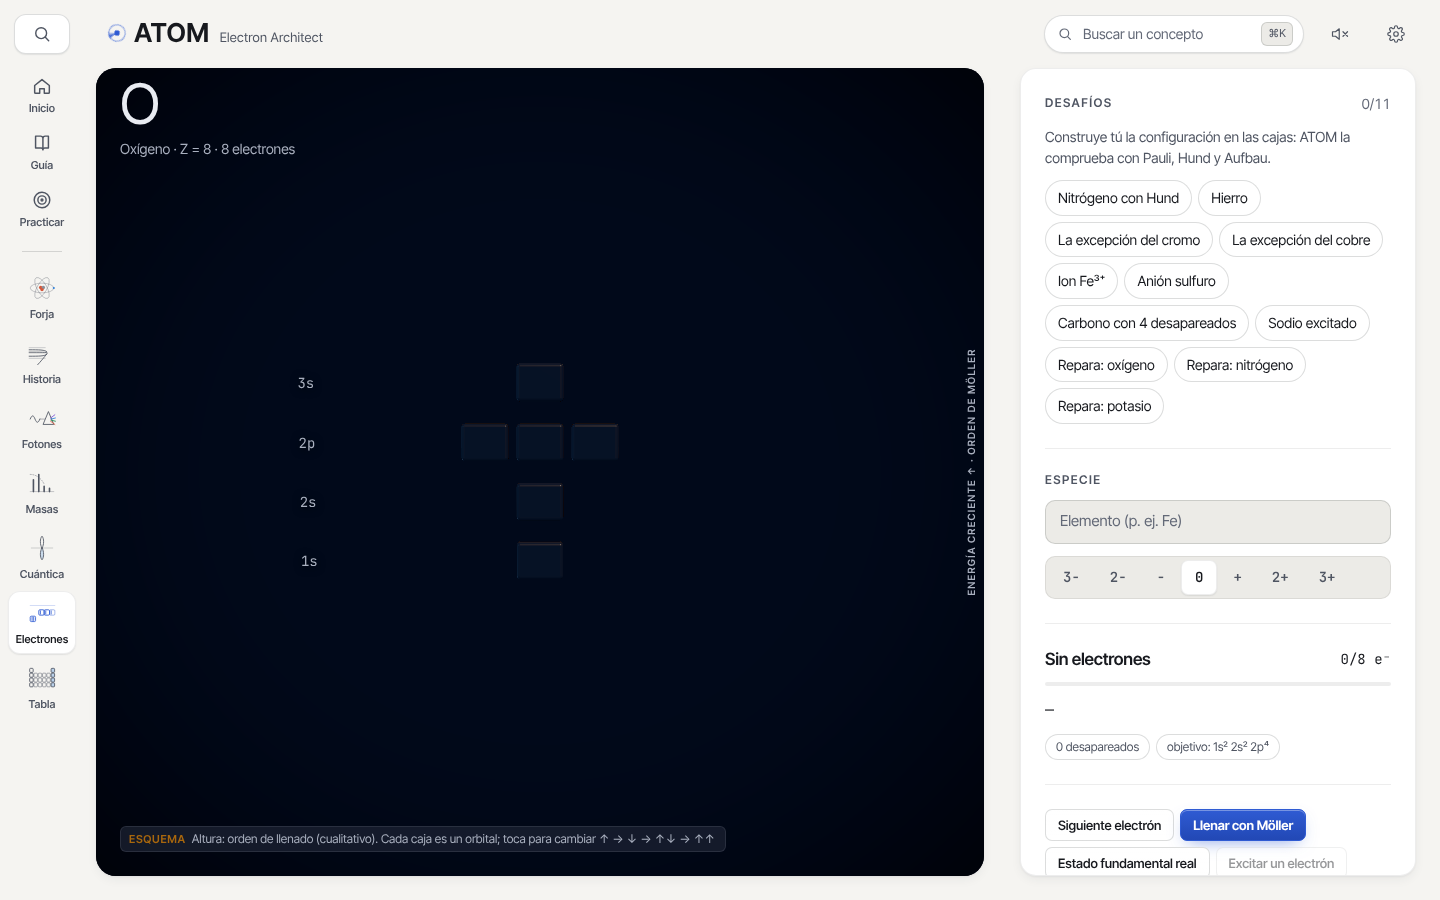 ATOM Electron Architect
Buscar un concepto ⌘K
Inicio
Guía
Practicar
Forja
Historia
Fotones
Masas
Cuántica
Electrones
Tabla
O
Oxígeno · Z = 8 · 8 electrones
3s
2p
2s
1s
ENERGÍA CRECIENTE ↑ · ORDEN DE MÖLLER
ESQUEMA Altura: orden de llenado (cualitativo). Cada caja es un orbital; toca para cambiar ↑ → ↓ → ↑↓ → ↑↑
DESAFÍOS 0/11
Construye tú la configuración en las cajas: ATOM la
comprueba con Pauli, Hund y Aufbau.
Nitrógeno con Hund Hierro
La excepción del cromo La excepción del cobre
Ion Fe³⁺ Anión sulfuro
Carbono con 4 desapareados Sodio excitado
Repara: oxígeno Repara: nitrógeno
Repara: potasio
ESPECIE
Elemento (p. ej. Fe)
3- 2- - 0 + 2+ 3+
Sin electrones 0/8 e⁻
—
0 desapareados objetivo: 1s² 2s² 2p⁴
Siguiente electrón Llenar con Möller
Estado fundamental real Excitar un electrón